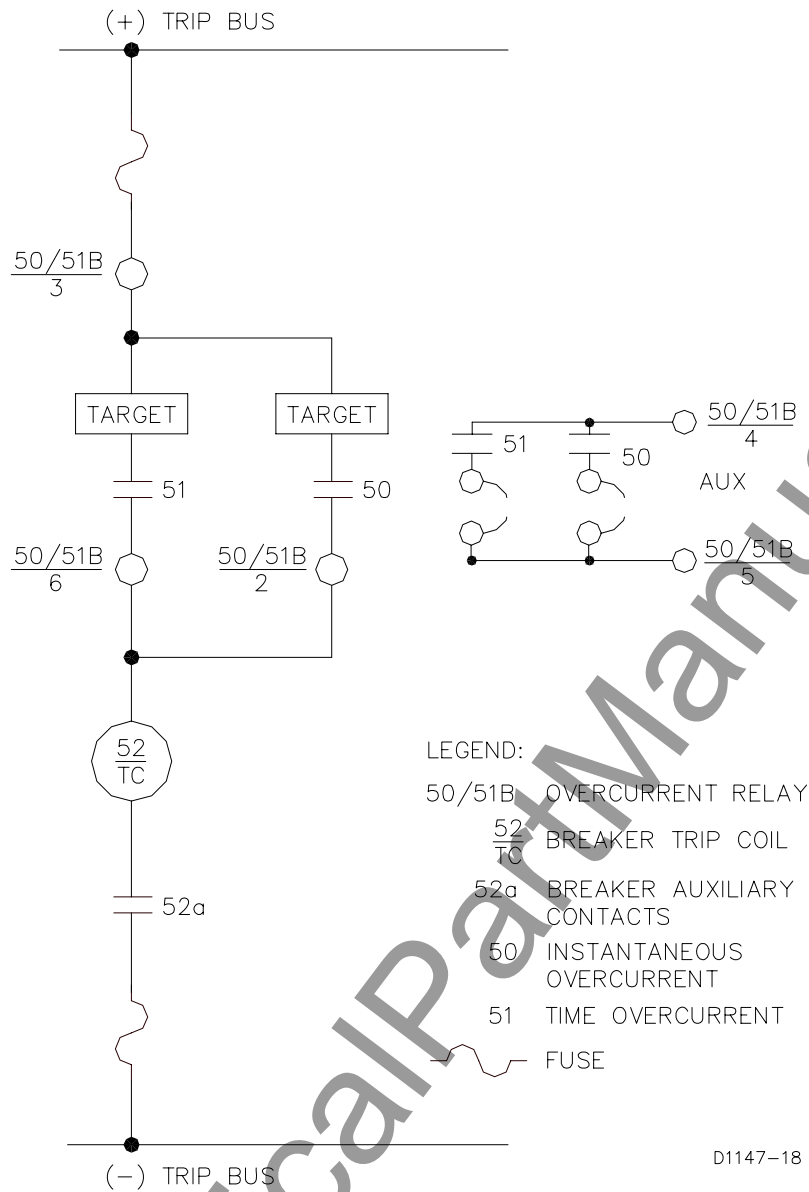 (+) TRIP BUS
50/51B
3
TARGET
TARGET
51
50
50/51B
6
50/51B
2
52
TC
52a
(-) TRIP BUS
50/51B
4
51
50
AUX
50/51B
5
LEGEND:
50/51B OVERCURRENT RELAY
52
TC BREAKER TRIP COIL
52a BREAKER AUXILIARY
CONTACTS
50 INSTANTANEOUS
OVERCURRENT
51 TIME OVERCURRENT
FUSE
D1147-18
icalPartManu